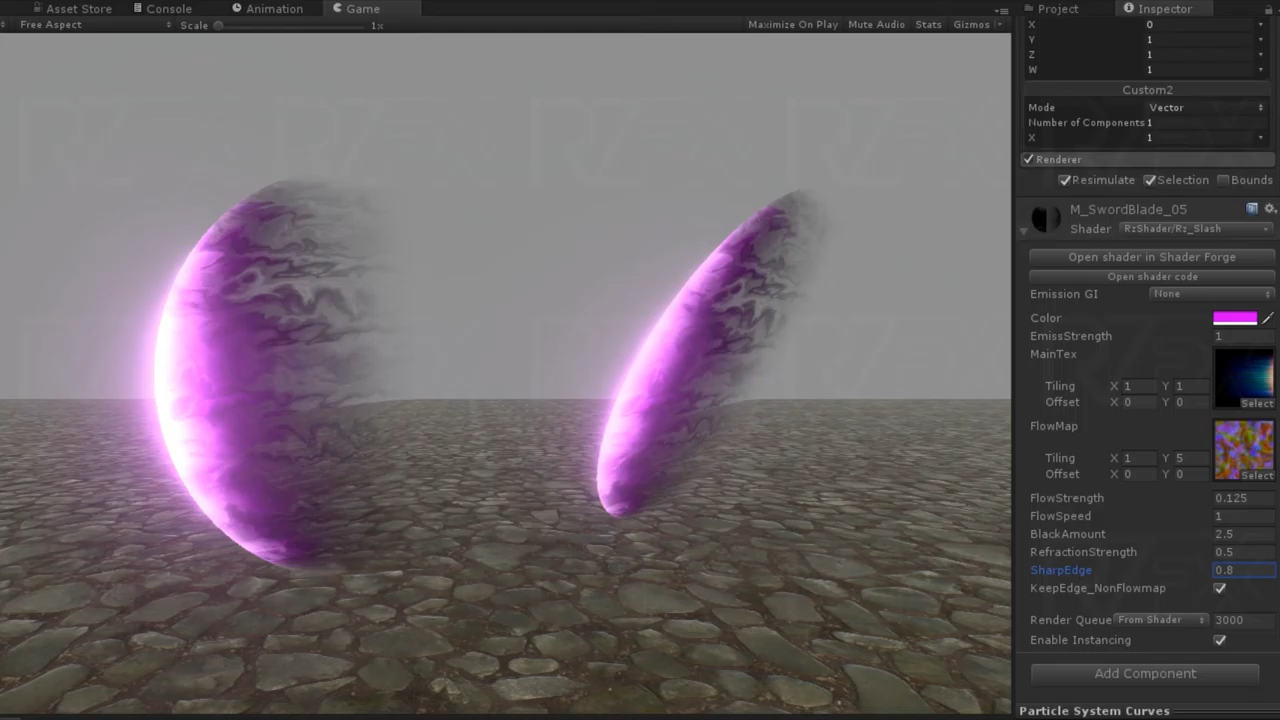 Asset Store Console Animation Game
Free Aspect Scale 1x Maximize On Play Mute Audio Stats Gizmos
Project Inspector
X 0
Y 1
Z 1
W 1
Custom2
Mode Vector
Number of Components 1
X 1
Renderer
Resimulate Selection Bounds
M_SwordBlade_05
Shader RzShader/Rz_Slash
Open shader in Shader Forge
Open shader code
Emission GI None
Color
EmissStrength 1
MainTex
Tiling X 1 Y 1
Offset X 0 Y 0
Select
FlowMap
Tiling X 1 Y 5
Offset X 0 Y 0
Select
FlowStrength 0.125
FlowSpeed 1
BlackAmount 2.5
RefractionStrength 0.5
SharpEdge 0.8
KeepEdge_NonFlowmap
Render Queue From Shader 3000
Enable Instancing
Add Component
Particle System Curves